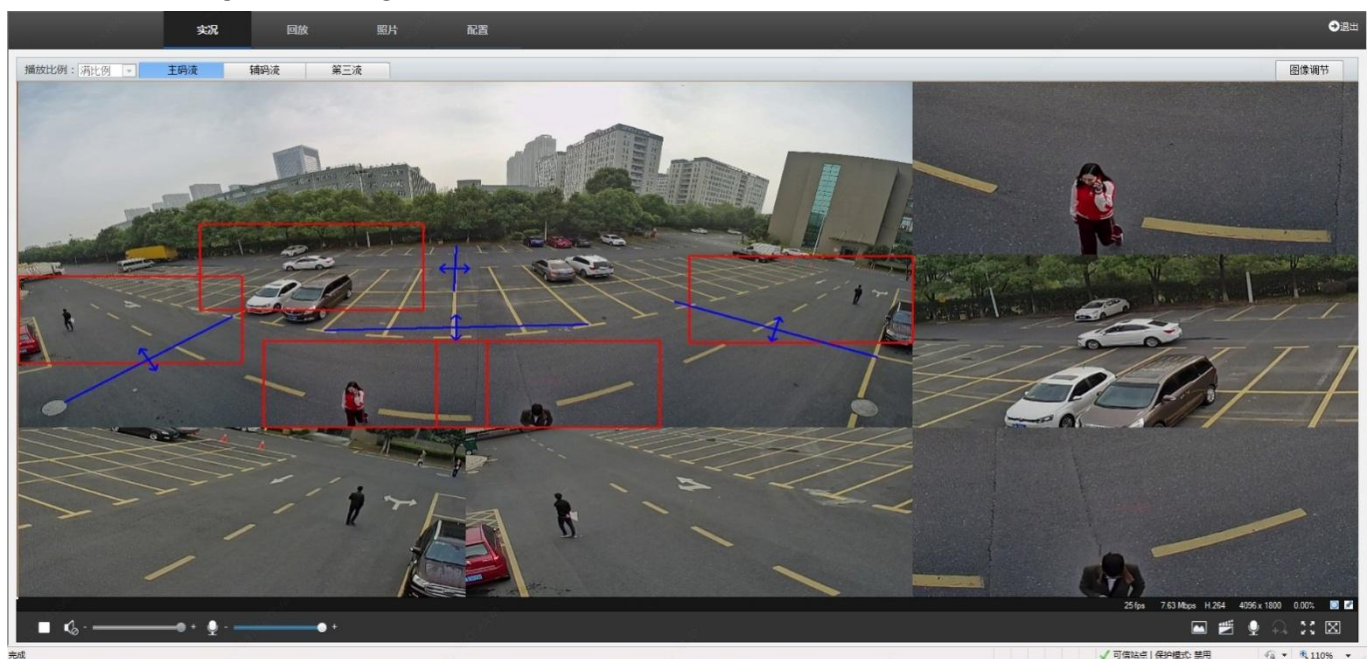 实况 回放 照片 配置 退出
播放比例：满比例 主码流 辅码流 第三流 图像调节
25fps 7.63 Mbps H.264 4096 x 1800 0.00%
- + - +
完成 可信站点 | 保护模式: 禁用 110%